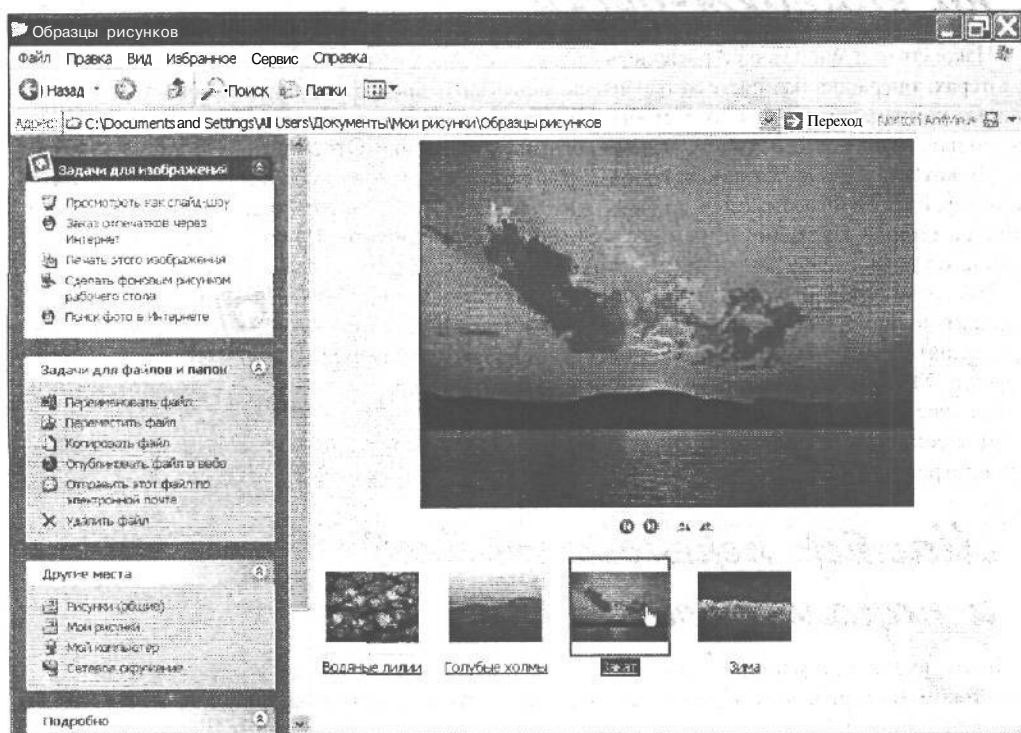 Образцы рисунков
Файл Правка Вид Избранное Сервис Справка
Назад Поиск Папки
Адрес: C:\Documents and Settings\All Users\Документы\Мои рисунки\Образцы рисунков Переход Norton AntiVirus
Задачи для изображений
Просмотреть как слайд-шоу
Заказ отпечатков через
Интернет
Печать этого изображения
Сделать фоновым рисунком
рабочего стола
Поиск фото в Интернете
Задачи для файлов и папок
Переименовать файл
Переместить файл
Копировать файл
Опубликовать файл в вебе
Отправить этот файл по
электронной почте
Удалить файл
Другие места
Рисунки (общие)
Мои рисунки
Мой компьютер
Сетевое окружение
Подробно
Водяные лилии Голубые холмы Закат Зима